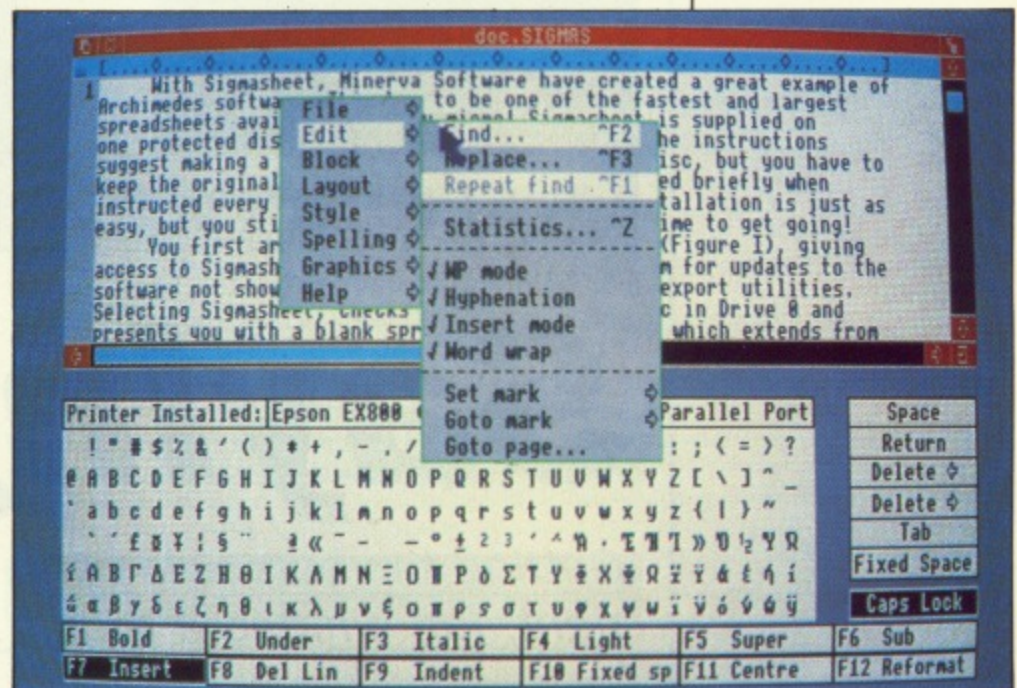 doc.SIGMAS
1 With Sigmasheet, Minerva Software have created a great example of
Archimedes softwa to be one of the fastest and largest
spreadsheets avai Sigmasheet is supplied on
one protected dis he instructions
suggest making a isc, but you have to
keep the original ed briefly when
instructed every tallation is just as
easy, but you sti ime to get going!
You first ar (Figure I), giving
access to Sigmash m for updates to the
software not show export utilities.
Selecting Sigmasheet, checks c in Drive 0 and
presents you with a blank spr which extends from
File
Edit
Block
Layout
Style
Spelling
Graphics
Help
Find... ^F2
Replace... ^F3
Repeat find ^F1
Statistics... ^Z
√ WP mode
√ Hyphenation
√ Insert mode
√ Word wrap
Set mark
Goto mark
Goto page...
Printer Installed: Epson EX800 Parallel Port
! " # $ % & ' ( ) * + , - . / : ; < = > ?
@ A B C D E F G H I J K L M N O P Q R S T U V W X Y Z [ \ ] ^ _
` a b c d e f g h i j k l m n o p q r s t u v w x y z { | } ~
£ ¤ ¥ ¦ § ¨ ª « - ° ± 2 3 ´ · » ½
A B Γ Δ E Z H Θ I K Λ M N Ξ O Π P Σ T Y X
α β γ δ ε ζ η θ ι κ λ μ ν ξ ο π ρ ς σ τ υ φ χ ψ ω ϊ ϋ ό ύ ώ ÿ
Space
Return
Delete
Delete
Tab
Fixed Space
Caps Lock
F1 Bold F2 Under F3 Italic F4 Light F5 Super F6 Sub
F7 Insert F8 Del Lin F9 Indent F10 Fixed sp F11 Centre F12 Reformat